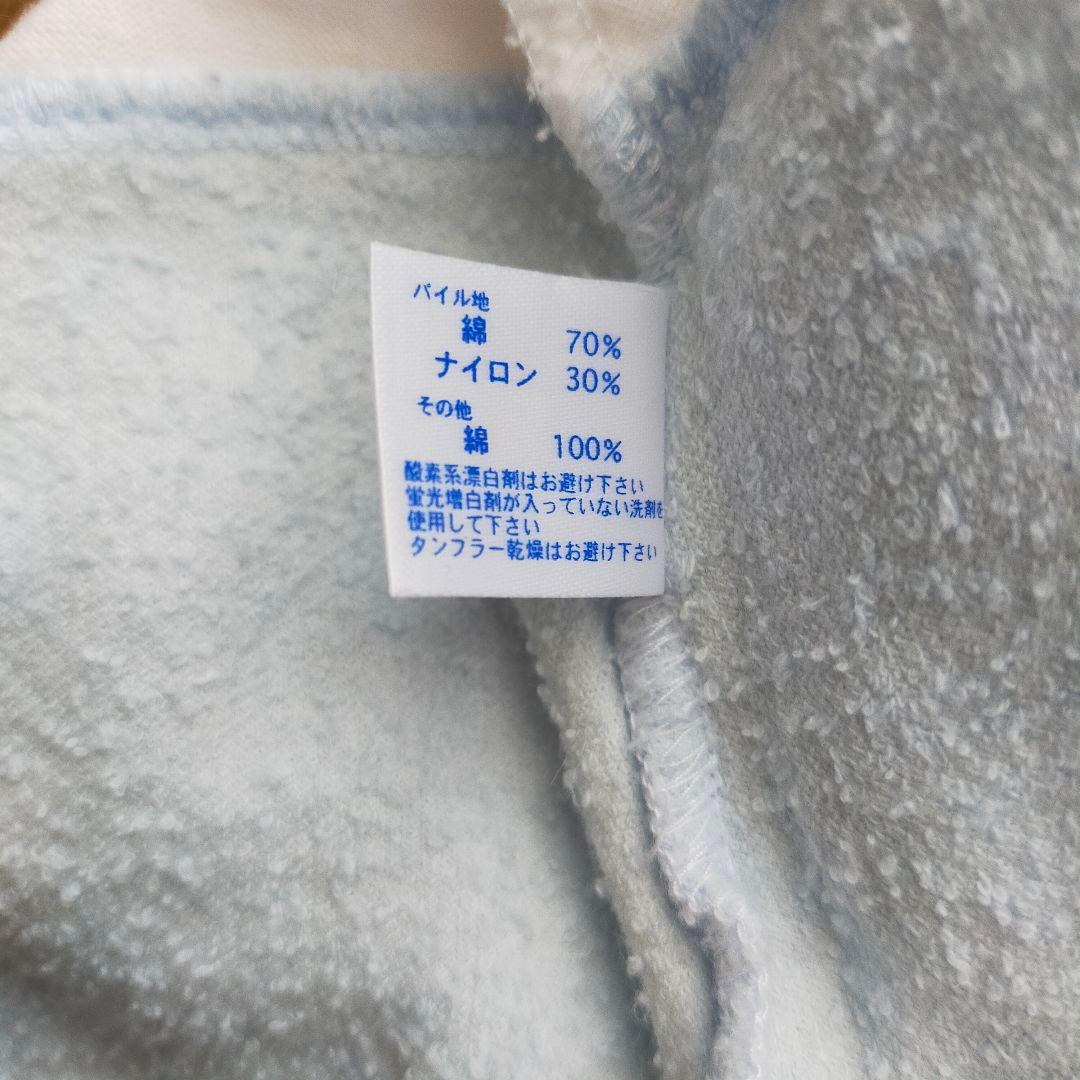 パイル地
綿 70%
ナイロン 30%
その他
綿 100%
酸素系漂白剤はお避け下さい
蛍光増白剤が入っていない洗剤を
使用して下さい
タンブラー乾燥はお避け下さい